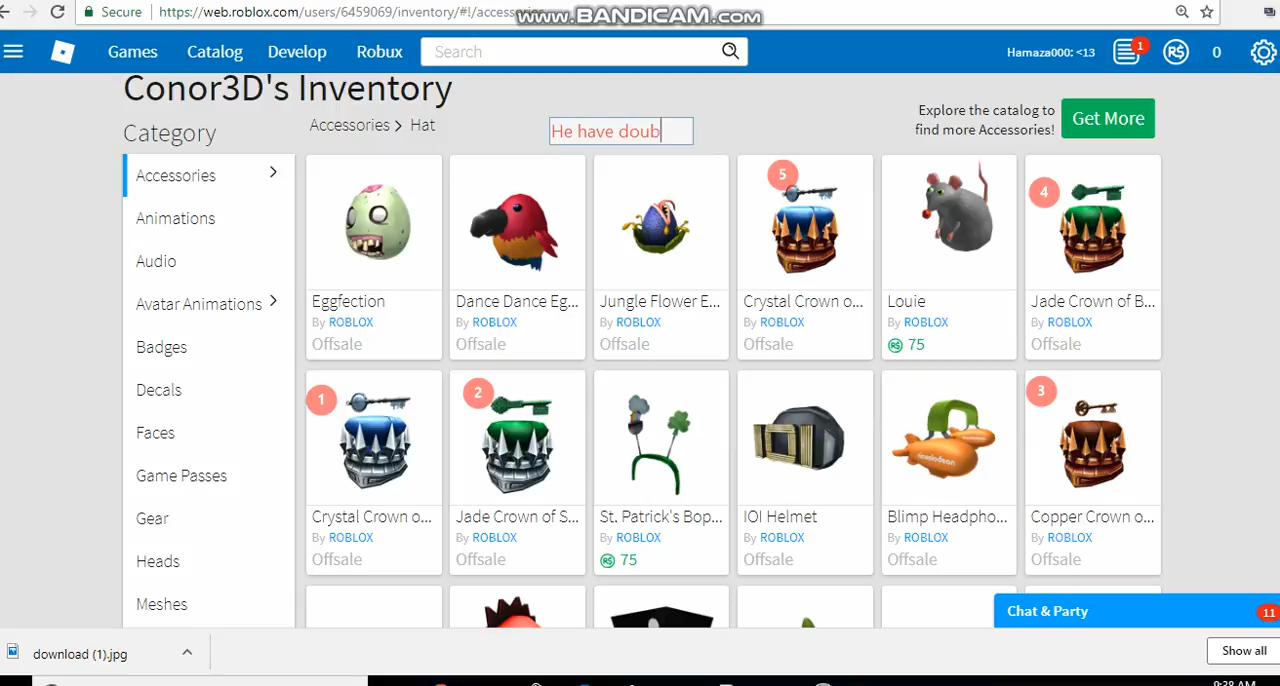 Secure
https://web.roblox.com/users/6459069/inventory/#!/accessories
www.BANDICAM.com
Games
Catalog
Develop
Robux
Search
Hamaza000: <13
1
0
Conor3D's Inventory
Category
Accessories > Hat
He have doub
Explore the catalog to
find more Accessories!
Get More
Accessories
Animations
Audio
Avatar Animations
Badges
Decals
Faces
Game Passes
Gear
Heads
Meshes
Eggfection
By ROBLOX
Offsale
Dance Dance Eg...
By ROBLOX
Offsale
Jungle Flower E...
By ROBLOX
Offsale
5
Crystal Crown o...
By ROBLOX
Offsale
Louie
By ROBLOX
R$ 75
4
Jade Crown of B...
By ROBLOX
Offsale
1
Crystal Crown o...
By ROBLOX
Offsale
2
Jade Crown of S...
By ROBLOX
Offsale
St. Patrick's Bop...
By ROBLOX
R$ 75
IOI Helmet
By ROBLOX
Offsale
nickelodeon
Blimp Headpho...
By ROBLOX
Offsale
3
Copper Crown o...
By ROBLOX
Offsale
Chat & Party
11
download (1).jpg
Show all
9:38 AM